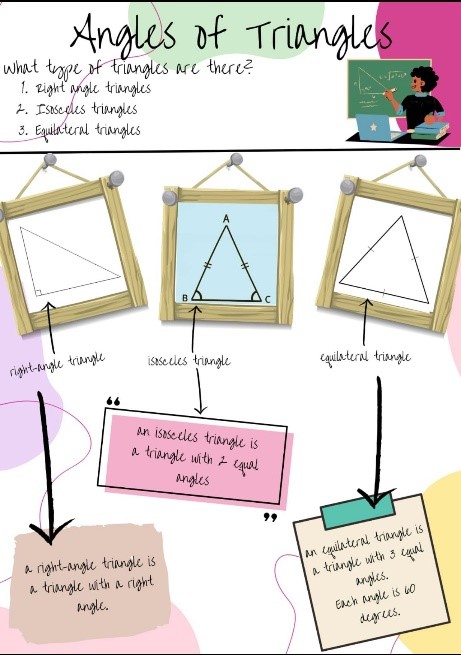 Angles of Triangles
What type of triangles are there?
1. Right angle triangles
2. Isosceles triangles
3. Equilateral triangles
A
B C
right-angle triangle
isosceles triangle
equilateral triangle
“
an isosceles triangle is
a triangle with 2 equal
angles
”
an equilateral triangle is
a triangle with 3 equal
angles.
Each angle is 60
degrees.
a right-angle triangle is
a triangle with a right
angle.